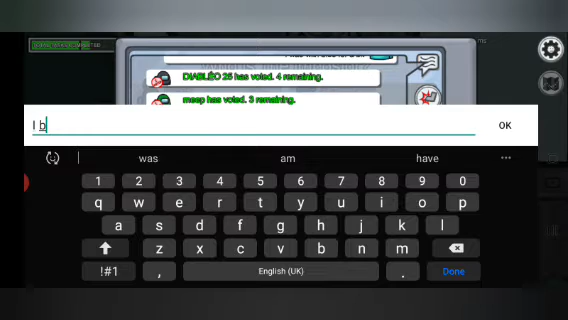 DIABLEO 25 has voted. 4 remaining.
meep has voted. 3 remaining.
I b
OK
was am have
1 2 3 4 5 6 7 8 9 0
q w e r t y u i o p
a s d f g h j k l
z x c v b n m
!#1 , English (UK) . Done